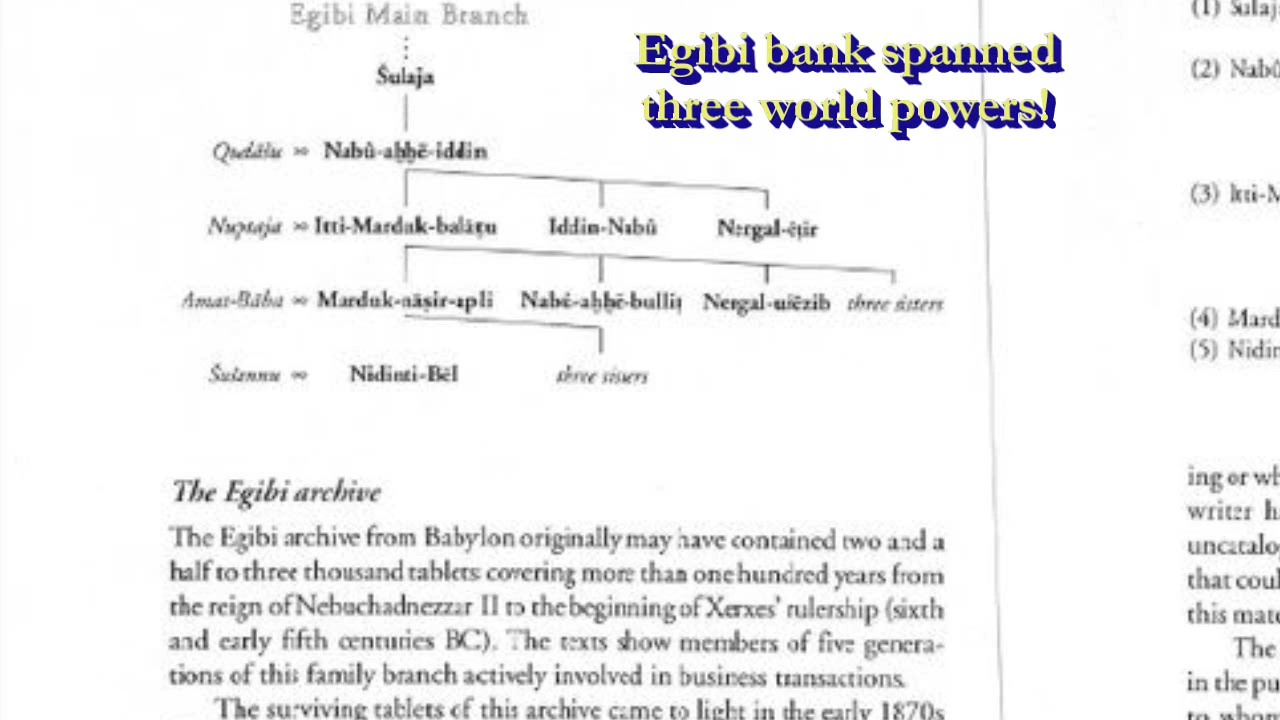 Egibi Main Branch
Egibi bank spanned
three world powers!
Šulaja
Qudāšu ∞ Nabû-aḫḫē-iddin
Nuptaja ∞ Itti-Marduk-balāṭu Iddin-Nabû Nergal-ēṭir
Amat-Bāba ∞ Marduk-nāṣir-apli Nabû-aḫḫē-bulliṭ Nergal-ušēzib three sisters
∞ Nidinti-Bēl three sisters
The Egibi archive
The Egibi archive from Babylon originally may have contained two and a
half to three thousand tablets covering more than one hundred years from
the reign of Nebuchadnezzar II to the beginning of Xerxes' rulership (sixth
and early fifth centuries BC). The texts show members of five genera-
tions of this family branch actively involved in business transactions.
The surviving tablets of this archive came to light in the early 1870s
(1) Šulaj
(2) Nabû
(3) Itti-M
(4) Mard
(5) Nidin
ing or wh
writer h
uncatalo
that coul
this mate
The
in the pu
to whom